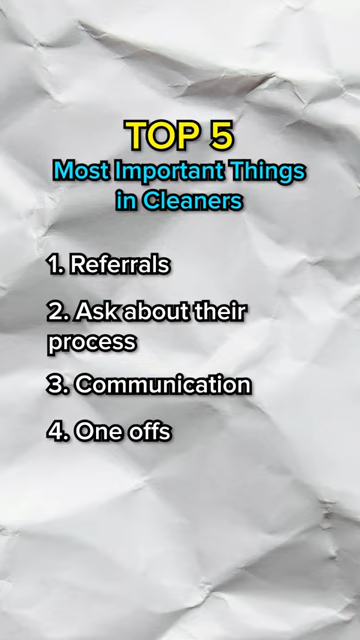 TOP 5
Most Important Things
in Cleaners
1. Referrals
2. Ask about their
process
3. Communication
4. One offs